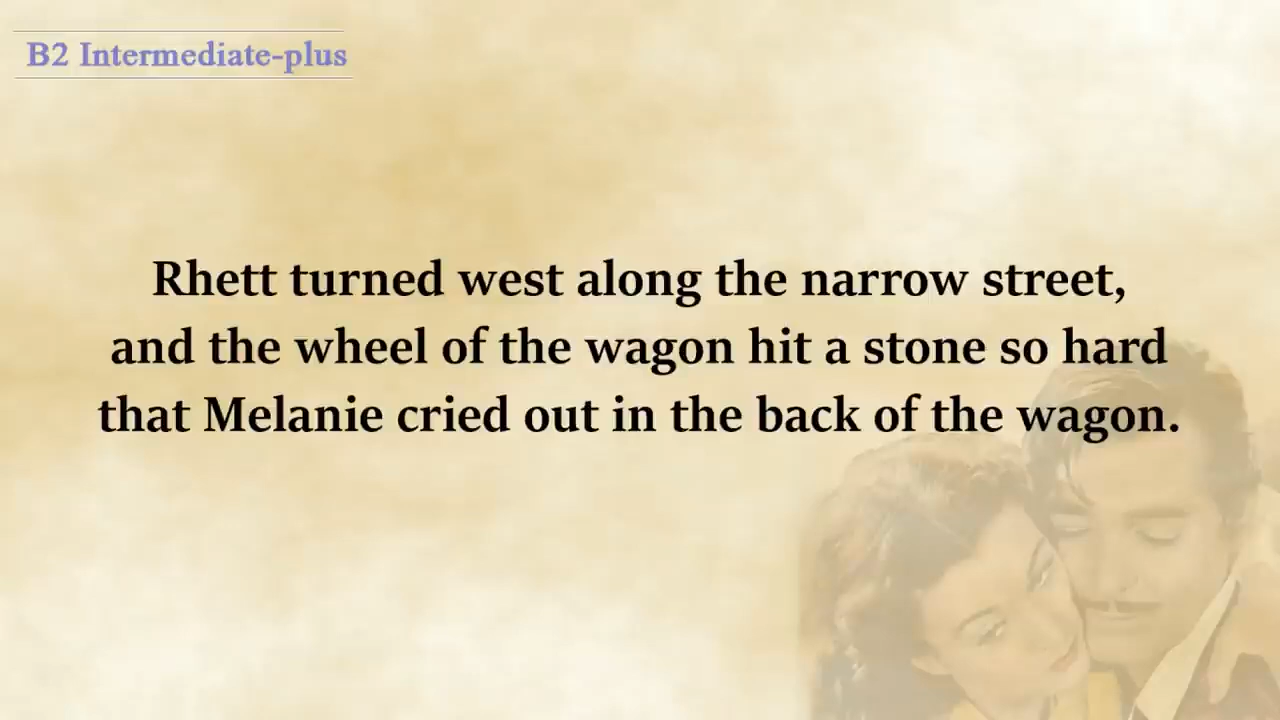 B2 Intermediate-plus
Rhett turned west along the narrow street,
and the wheel of the wagon hit a stone so hard
that Melanie cried out in the back of the wagon.